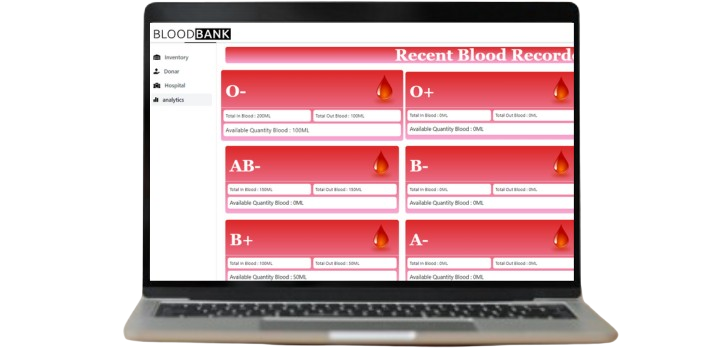 BLOODBANK
Inventory
Donar
Hospital
analytics
Recent Blood Recorde
O-
Total In Blood : 200ML
Total Out Blood : 100ML
Available Quantity Blood : 100ML
O+
Total In Blood : 0ML
Total Out Blood : 0ML
Available Quantity Blood : 0ML
AB-
Total In Blood : 150ML
Total Out Blood : 150ML
Available Quantity Blood : 0ML
B-
Total In Blood : 0ML
Total Out Blood : 0ML
Available Quantity Blood : 0ML
B+
Total In Blood : 100ML
Total Out Blood : 50ML
Available Quantity Blood : 50ML
A-
Total In Blood : 0ML
Total Out Blood : 0ML
Available Quantity Blood : 0ML